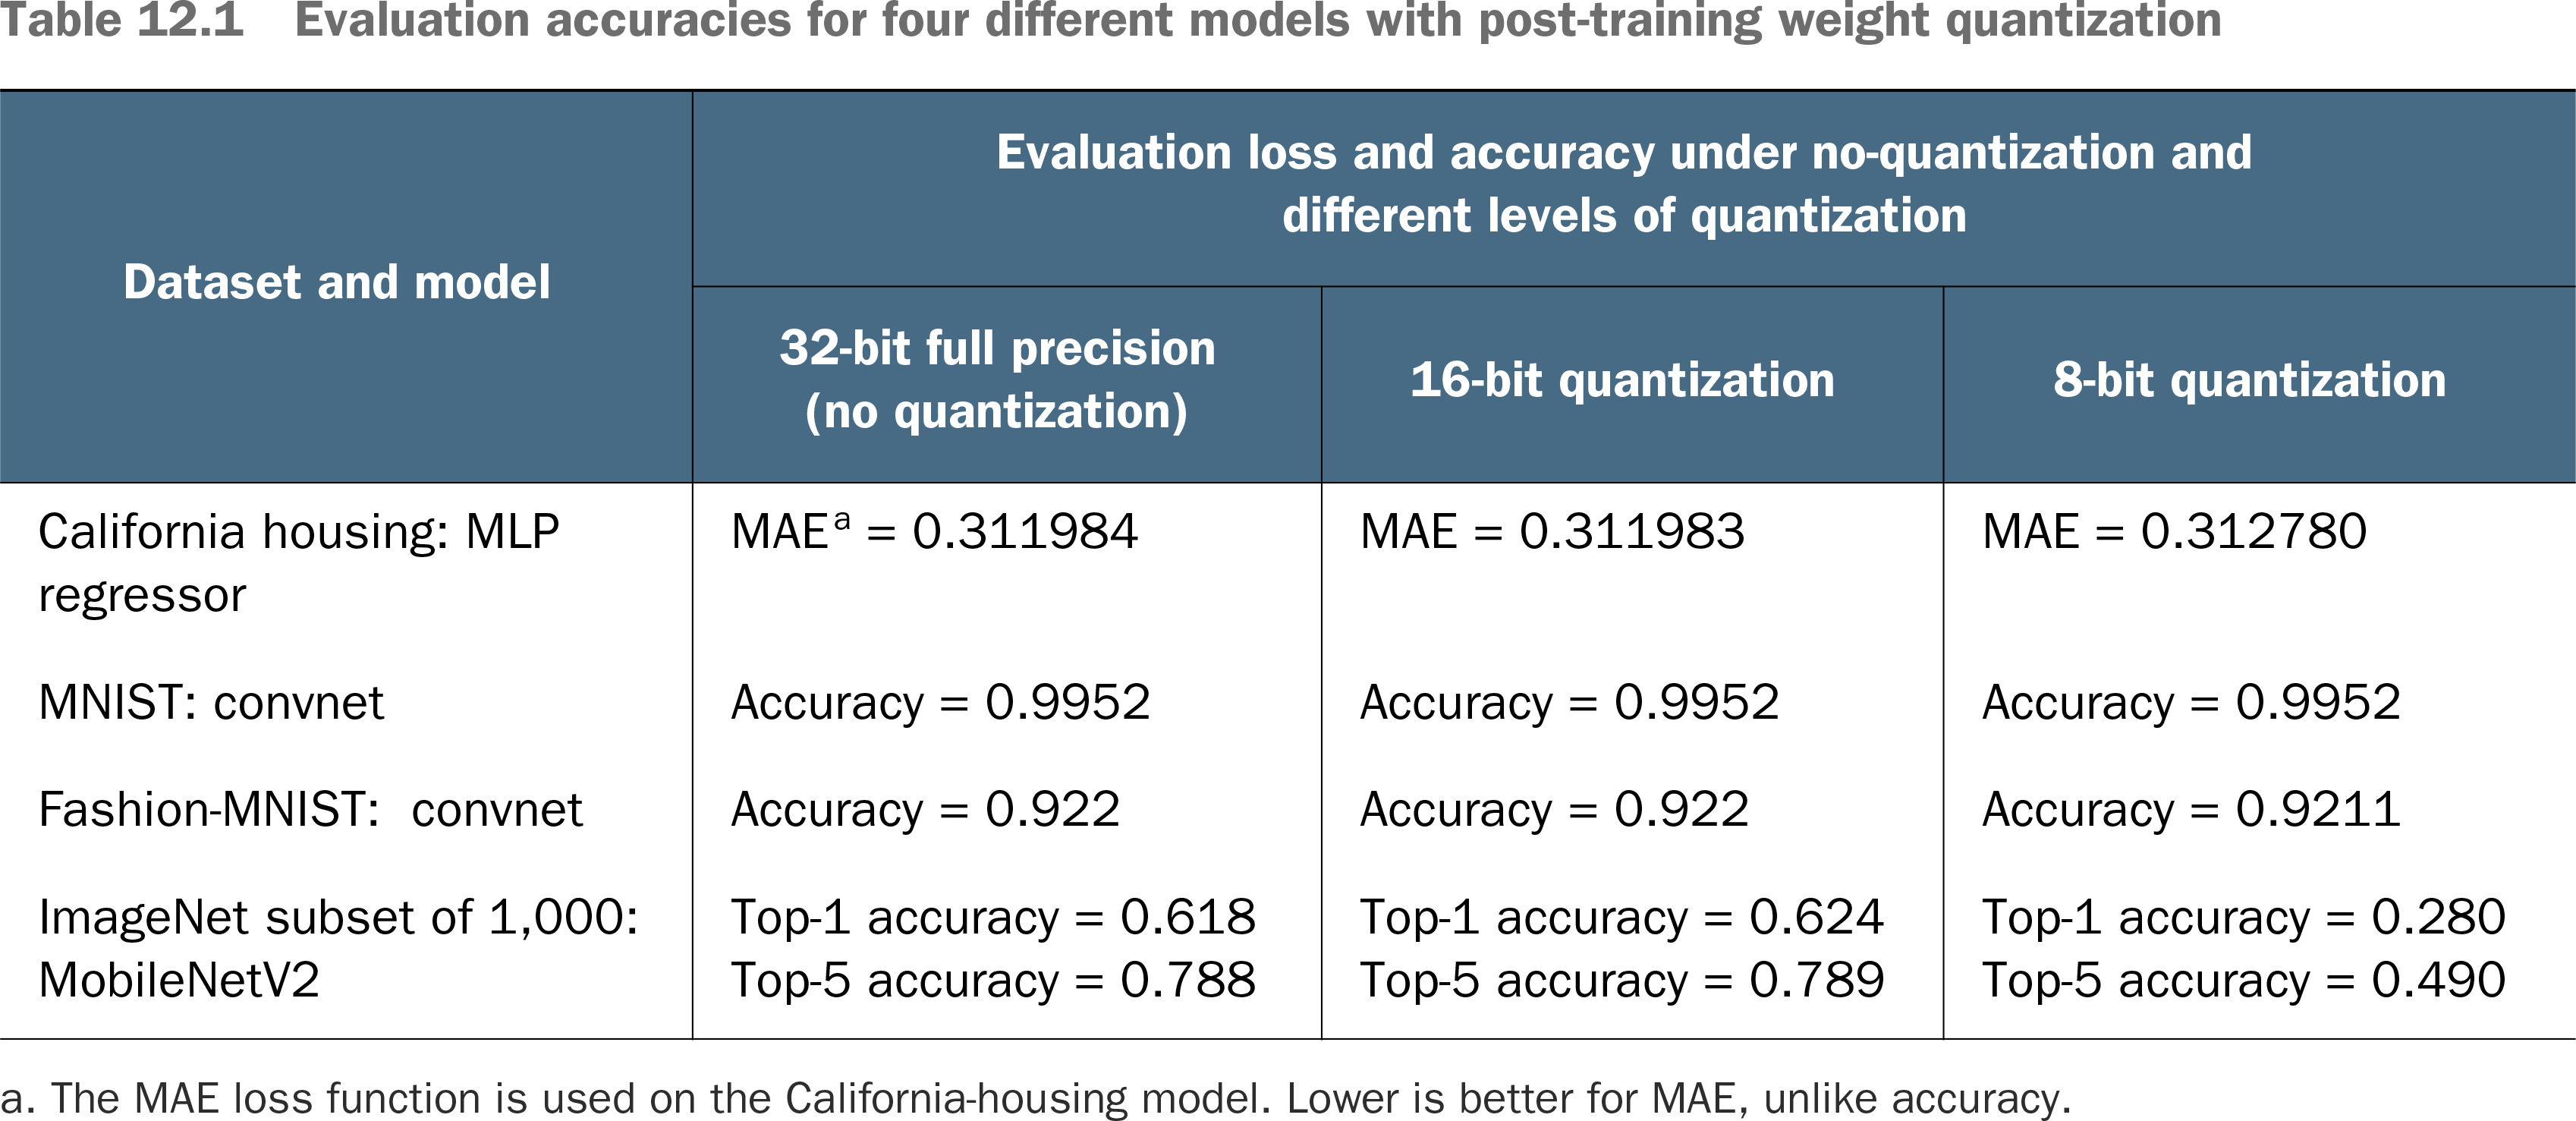 Table 12.1 Evaluation accuracies for four different models with post-training weight quantization
Dataset and model
Evaluation loss and accuracy under no-quantization and
different levels of quantization
32-bit full precision
(no quantization)
16-bit quantization
8-bit quantization
California housing: MLP
regressor
MAEᵃ = 0.311984
MAE = 0.311983
MAE = 0.312780
MNIST: convnet
Accuracy = 0.9952
Accuracy = 0.9952
Accuracy = 0.9952
Fashion-MNIST: convnet
Accuracy = 0.922
Accuracy = 0.922
Accuracy = 0.9211
ImageNet subset of 1,000:
MobileNetV2
Top-1 accuracy = 0.618
Top-5 accuracy = 0.788
Top-1 accuracy = 0.624
Top-5 accuracy = 0.789
Top-1 accuracy = 0.280
Top-5 accuracy = 0.490
a. The MAE loss function is used on the California-housing model. Lower is better for MAE, unlike accuracy.